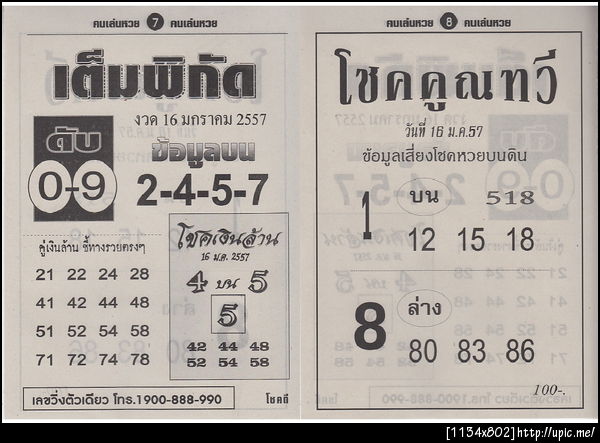 คนเล่นหวย 7 คนเล่นหวย
เต็มพิกัด
งวด 16 มกราคม 2557
ดับ
0-9
ข้อมูลบน
2-4-5-7
คู่เงินล้าน ชี้ทางรวยตรงๆ
21 22 24 28
41 42 44 48
51 52 54 58
71 72 74 78
โชคเงินล้าน
16 ม.ค. 2557
4 บน 5
5
42 44 48
52 54 58
เลขวิ่งตัวเดียว โทร.1900-888-990
โชคดี
คนเล่นหวย 8 คนเล่นหวย
โชคคูณทวี
วันที่ 16 ม.ค.57
ข้อมูลเสี่ยงโชคหวยบนดิน
1 บน 518
12 15 18
8 ล่าง
80 83 86
100-.
[1134x802] http://upic.me/